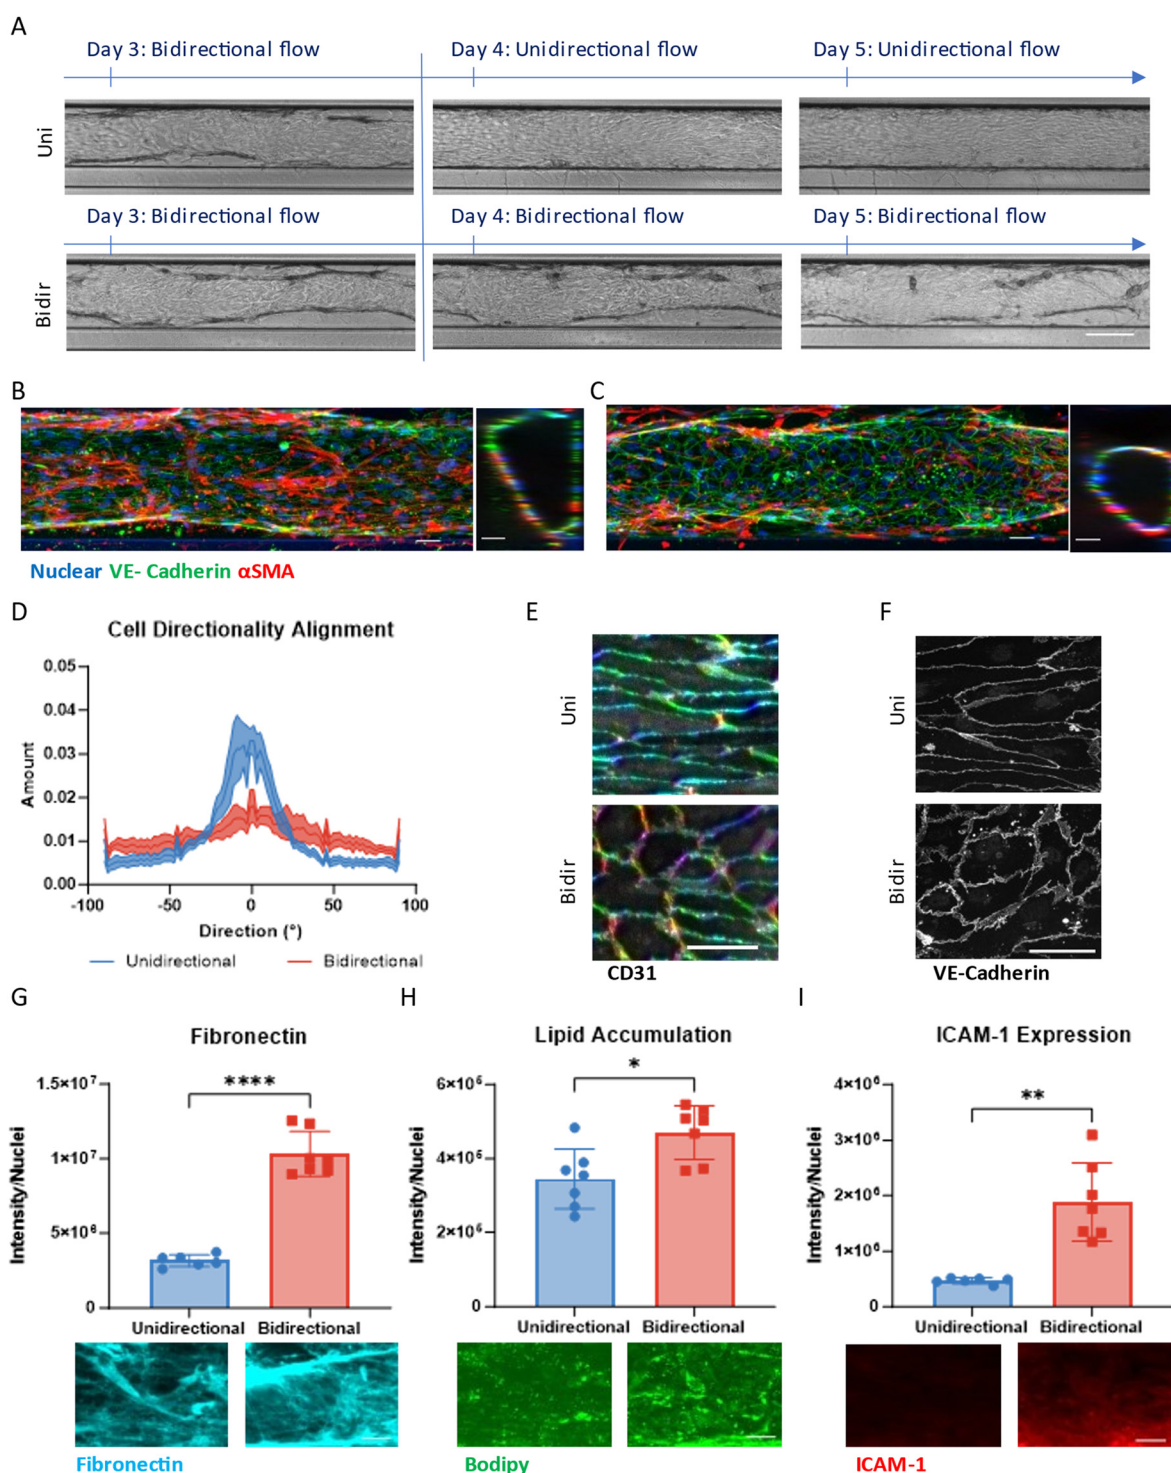 A
Day 3: Bidirectional flow
Day 4: Unidirectional flow
Day 5: Unidirectional flow
Uni
Day 3: Bidirectional flow
Day 4: Bidirectional flow
Day 5: Bidirectional flow
Bidir
B
C
Nuclear VE- Cadherin αSMA
D
Cell Directionality Alignment
0.05
0.04
0.03
0.02
0.01
0.00
Amount
-100
-50
0
50
100
Direction (°)
Unidirectional
Bidirectional
E
Uni
Bidir
CD31
F
Uni
Bidir
VE-Cadherin
G
Fibronectin
****
1.5×10⁷
1×10⁷
5×10⁶
0
Intensity/Nuclei
Unidirectional
Bidirectional
Fibronectin
H
Lipid Accumulation
*
6×10⁶
4×10⁶
2×10⁶
0
Intensity/Nuclei
Unidirectional
Bidirectional
Bodipy
I
ICAM-1 Expression
**
4×10⁶
3×10⁶
2×10⁶
1×10⁶
0
Intensity/Nuclei
Unidirectional
Bidirectional
ICAM-1